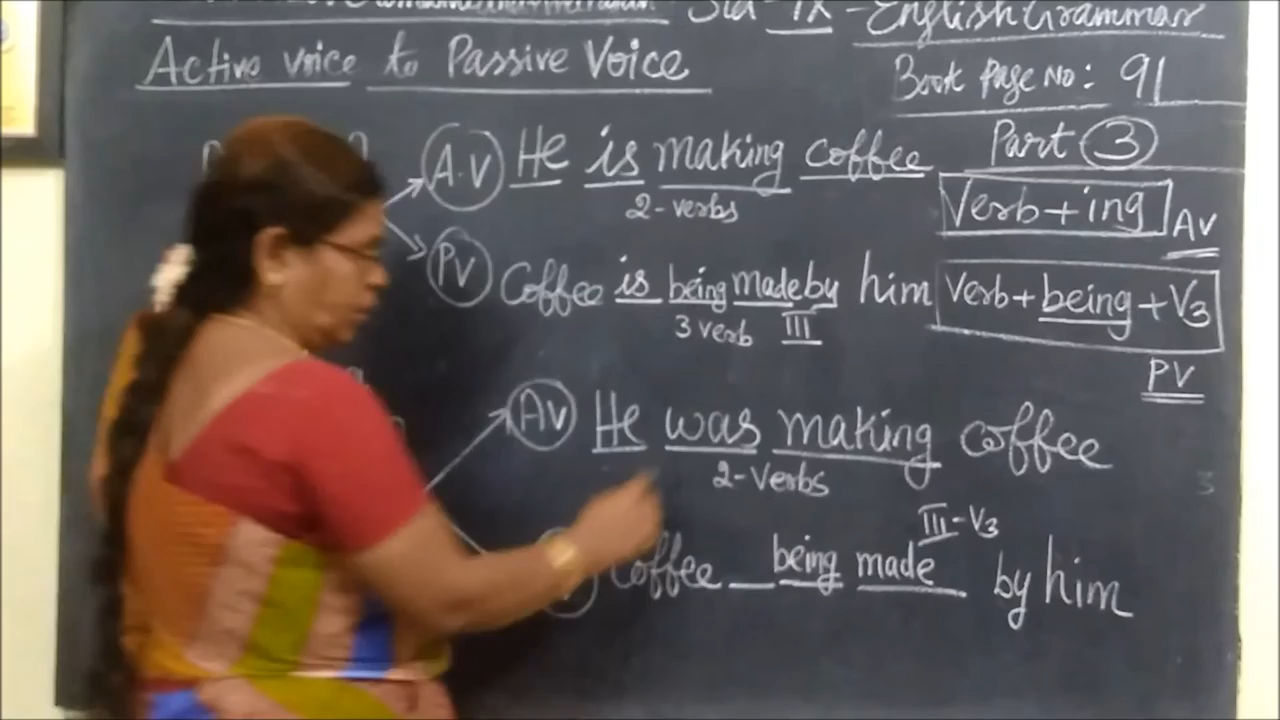 Std - IX - English Grammar
Active Voice to Passive Voice
Book Page No: 91
Part 3
A.V He is making coffee
2-verbs
Verb+ing AV
PV Coffee is being made by him
3 verb III
Verb + being + V3
PV
AV He was making coffee
2-Verbs
III-V3
Coffee __ being made by him